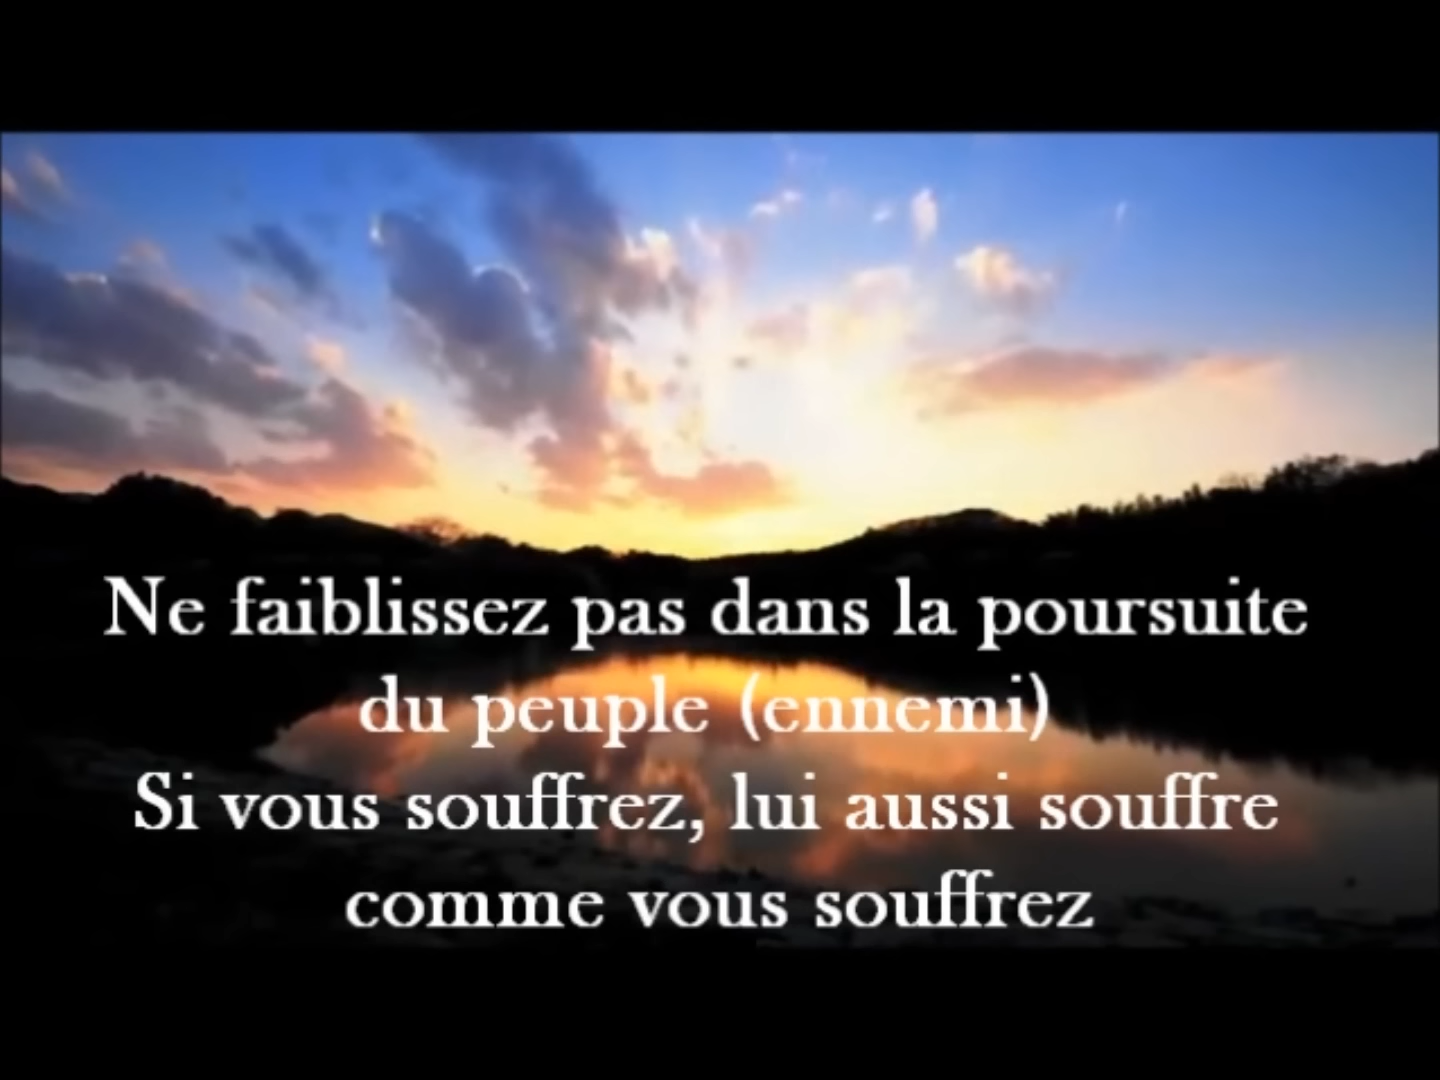 Ne faiblissez pas dans la poursuite
du peuple (ennemi)
Si vous souffrez, lui aussi souffre
comme vous souffrez